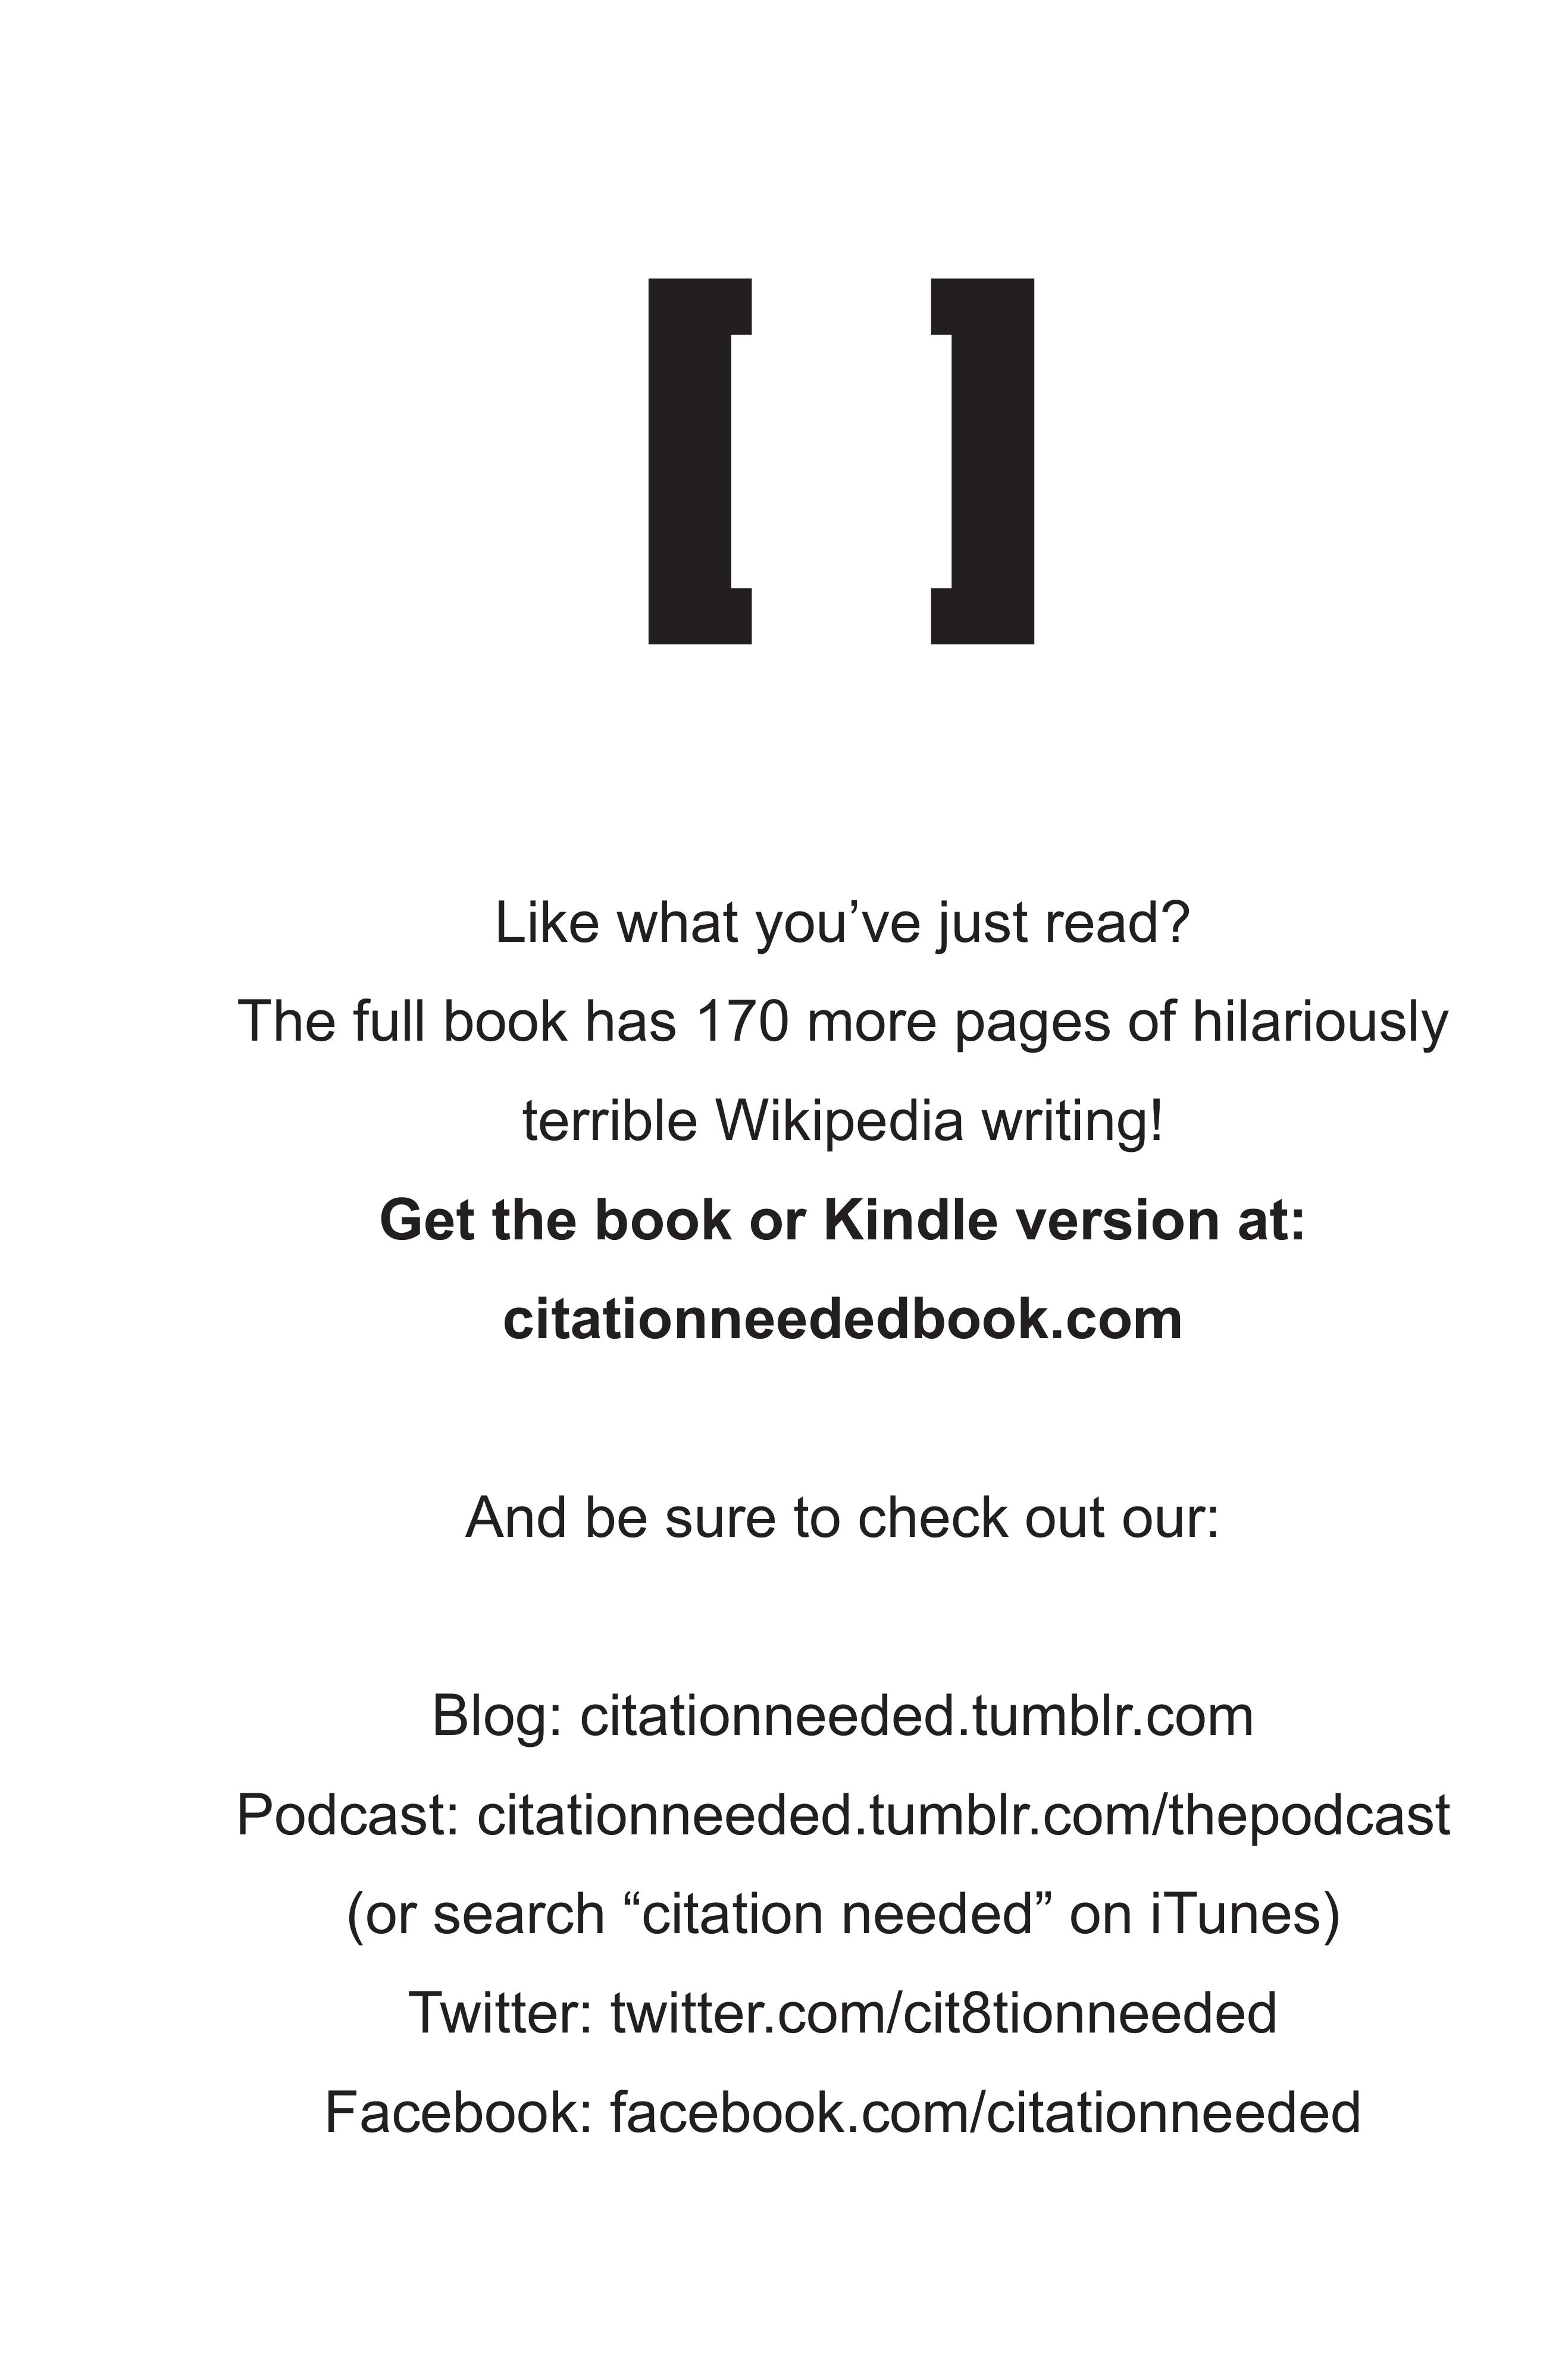 [ ]
Like what you’ve just read?
The full book has 170 more pages of hilariously
terrible Wikipedia writing!
Get the book or Kindle version at:
citationneededbook.com
And be sure to check out our:
Blog: citationneeded.tumblr.com
Podcast: citationneeded.tumblr.com/thepodcast
(or search “citation needed” on iTunes)
Twitter: twitter.com/cit8tionneeded
Facebook: facebook.com/citationneeded